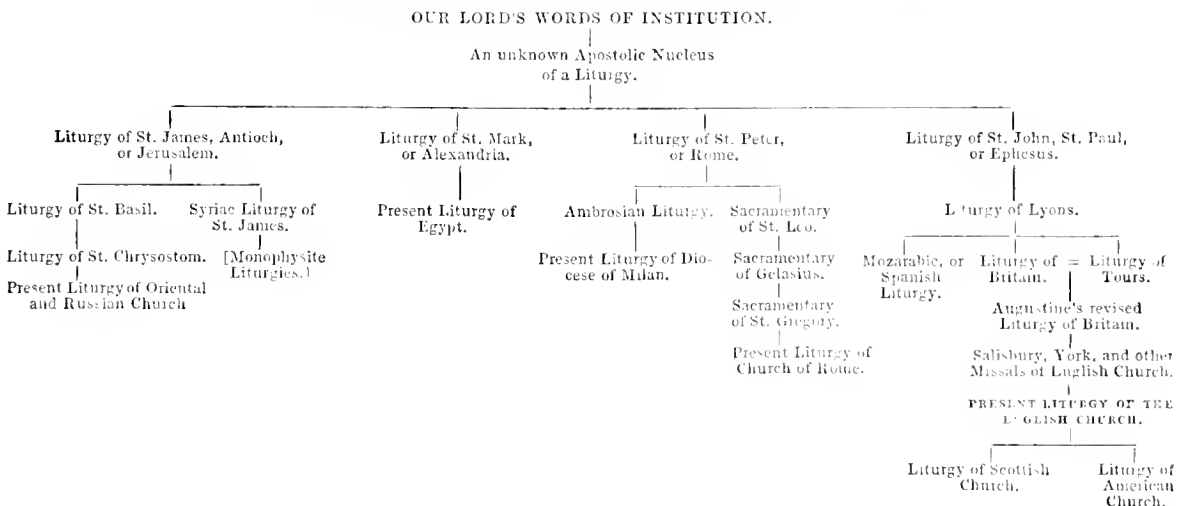 OUR LORD'S WORDS OF INSTITUTION.
An unknown Apostolic Nucleus
of a Liturgy.
Liturgy of St. James, Antioch,
or Jerusalem.
Liturgy of St. Mark,
or Alexandria.
Liturgy of St. Peter,
or Rome.
Liturgy of St. John, St. Paul,
or Ephesus.
Liturgy of St. Basil.
Syriac Liturgy of
St. James.
Present Liturgy of
Egypt.
Ambrosian Liturgy.
Sacramentary
of St. Leo.
Liturgy of Lyons.
Liturgy of St. Chrysostom.
[Monophysite
Liturgies.]
Present Liturgy of Dio-
cese of Milan.
Sacramentary
of Gelasius.
Mozarabic, or
Spanish
Liturgy.
Liturgy of
Britain.
=
Liturgy of
Tours.
Present Liturgy of Oriental
and Russian Church
Sacramentary
of St. Gregory.
Augustine's revised
Liturgy of Britain.
Present Liturgy of
Church of Rome.
Salisbury, York, and other
Missals of English Church.
PRESENT LITURGY OF THE
ENGLISH CHURCH.
Liturgy of Scottish
Church.
Liturgy of
American
Church.